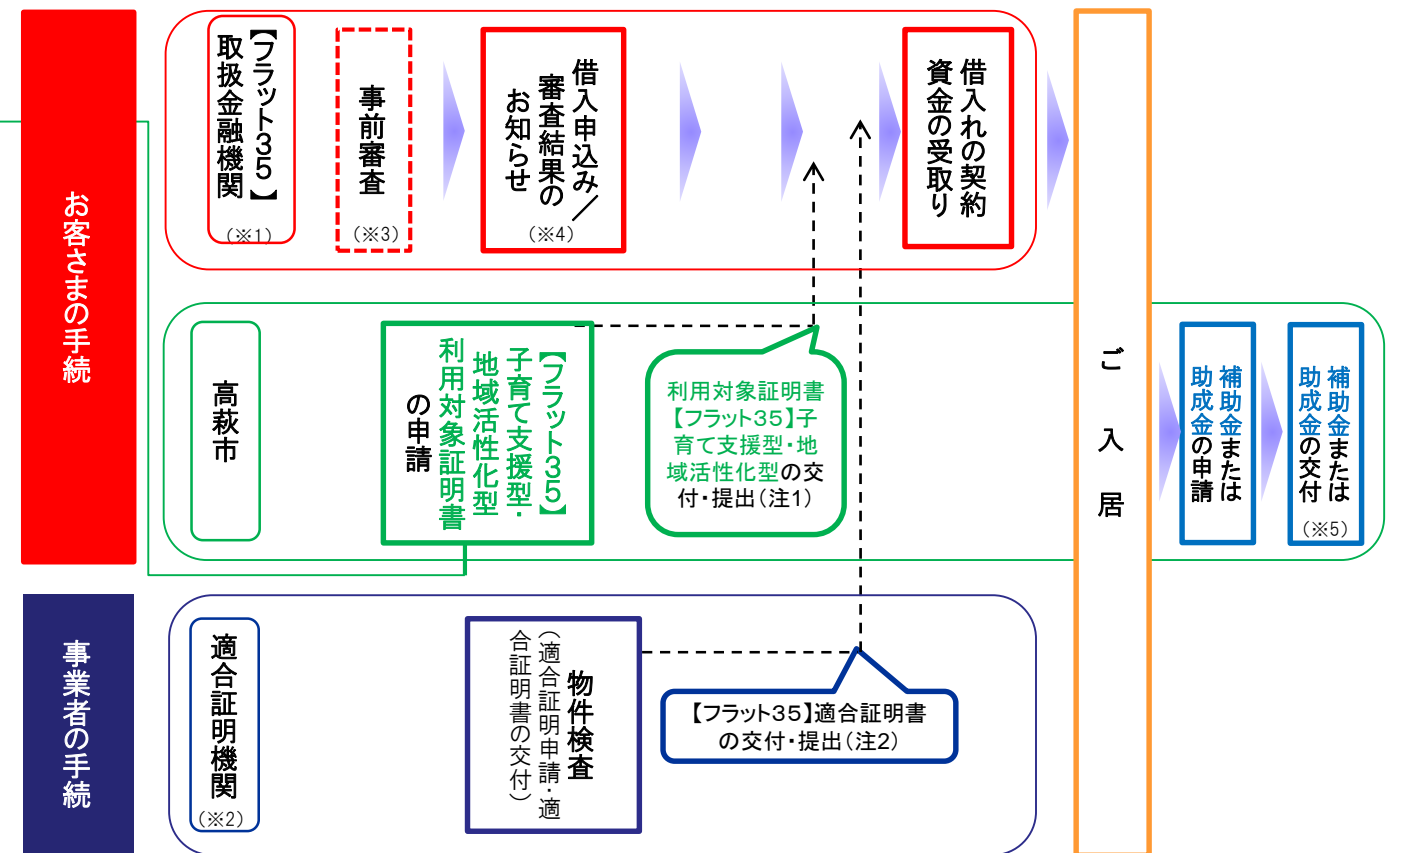 お客さまの手続
【フラット35】
取扱金融機関
(※1)
事前審査
(※3)
借入申込み／
審査結果の
お知らせ
(※4)
借入れの契約
資金の受取り
高萩市
【フラット35】
子育て支援型・
地域活性化型
利用対象証明書
の申請
利用対象証明書
【フラット35】子
育て支援型・地
域活性化型の交
付・提出(注1)
ご入居
補助金または
助成金の申請
補助金または
助成金の交付
(※5)
事業者の手続
適合証明機関
(※2)
物件検査
（適合証明申請・適
合証明書の交付）
【フラット35】適合証明書
の交付・提出(注2)